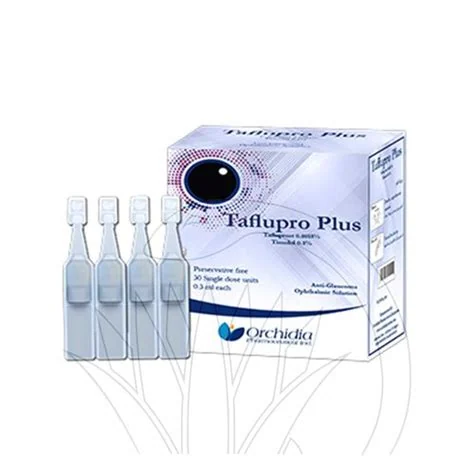 Taflupro Plus
Tafluprost 0.0015%
Timolol 0.5%
Preservative free
30 Single dose units
0.3 ml each
Anti-Glaucoma
Ophthalmic Solution
Orchidia
Pharmaceutical Ind.
Taflupro Plus